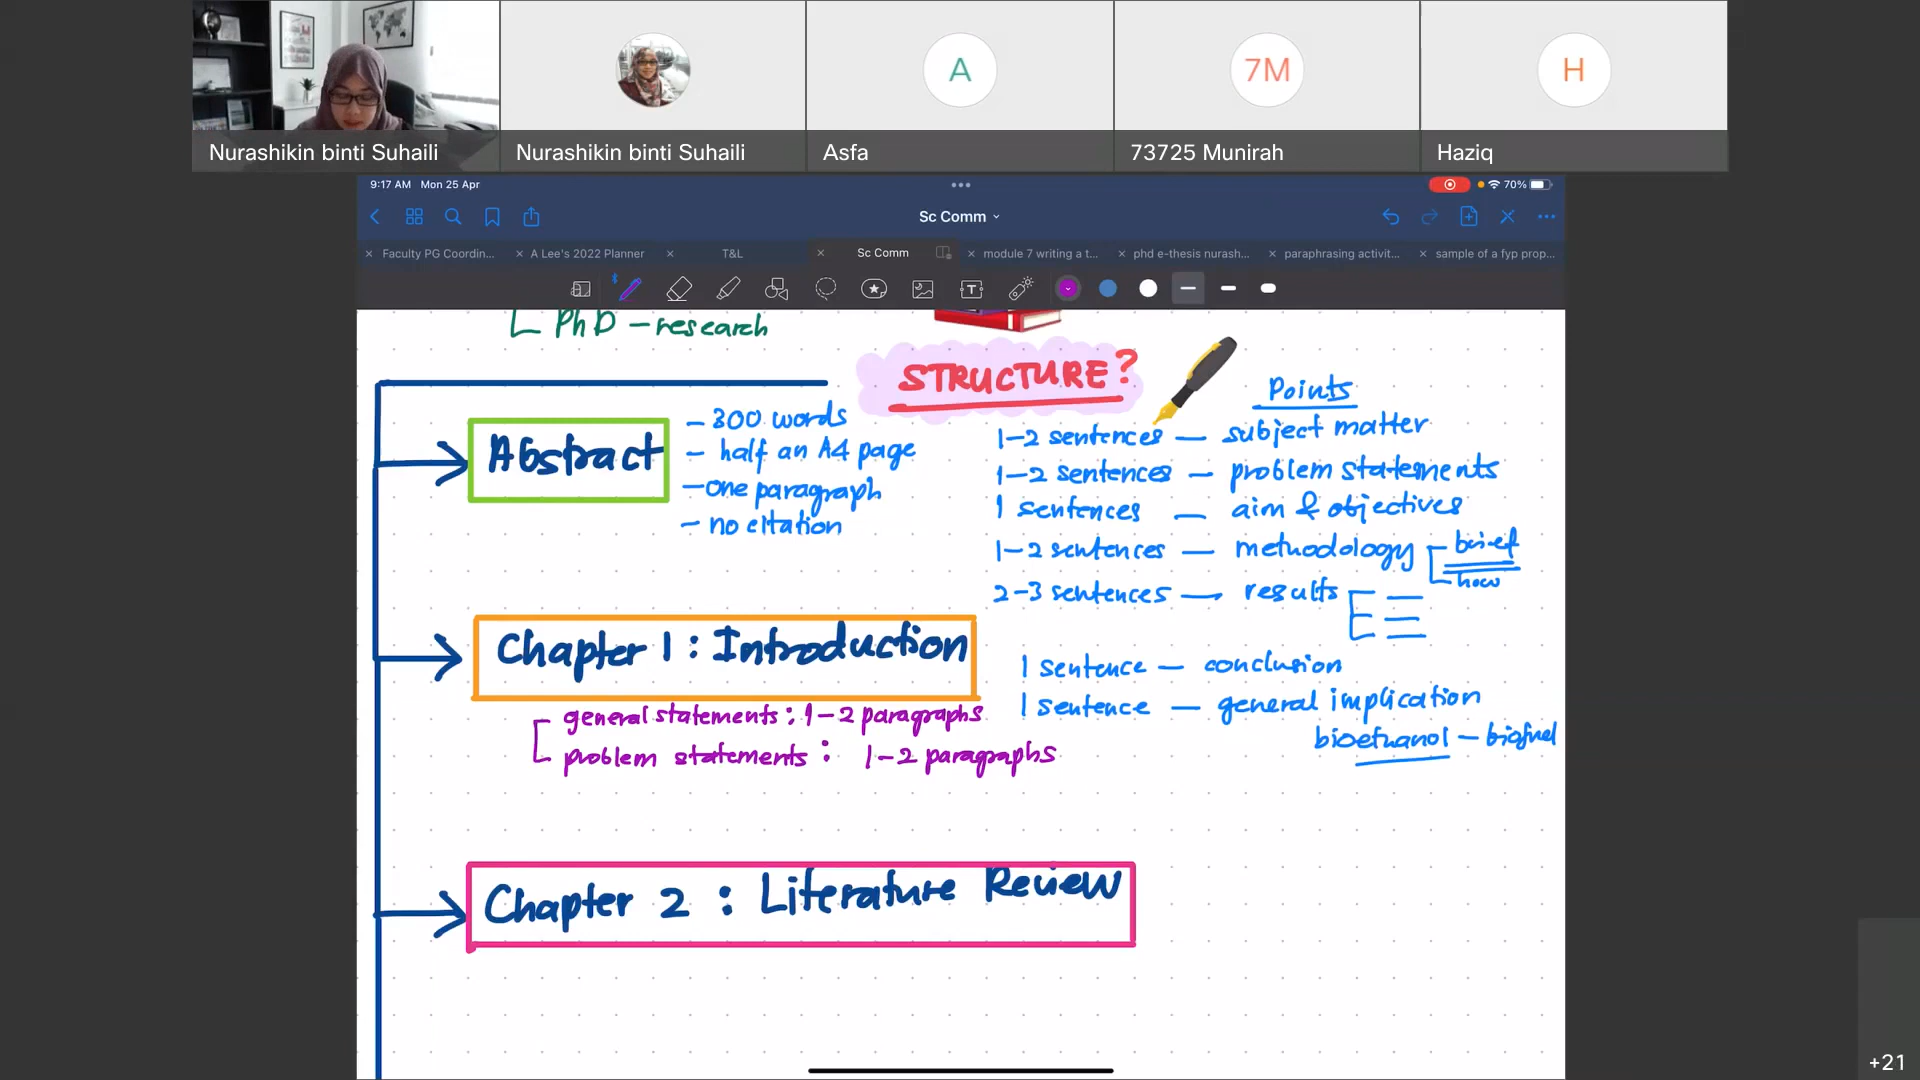 Nurashikin binti Suhaili
Nurashikin binti Suhaili
A
Asfa
7M
73725 Munirah
H
Haziq
9:17 AM Mon 25 Apr
70%
Sc Comm
Faculty PG Coordin...
A Lee's 2022 Planner
T&L
Sc Comm
module 7 writing a t...
phd e-thesis nurash...
paraphrasing activit...
sample of a fyp prop...
PhD – research
STRUCTURE?
Abstract
– 300 words
– half an A4 page
– one paragraph
– no citation
Points
1–2 sentences — subject matter
1–2 sentences — problem statements
1 sentences — aim & objectives
1–2 sentences — methodology
brief
how
2–3 sentences — results
1 sentence — conclusion
1 sentence — general implication
bioethanol – biofuel
Chapter 1 : Introduction
general statements : 1–2 paragraphs
problem statements : 1–2 paragraphs
Chapter 2 : Literature Review
+21